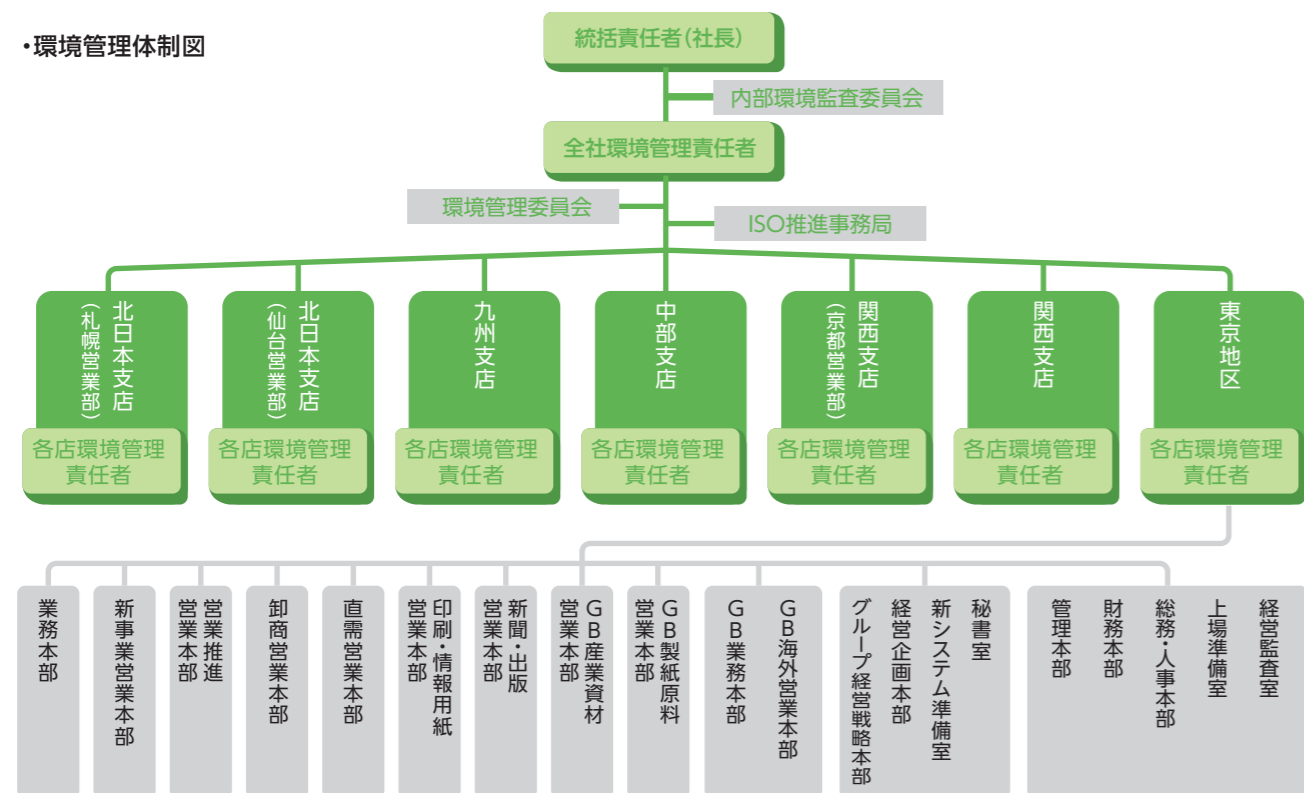 ・環境管理体制図
統括責任者（社長）
内部環境監査委員会
全社環境管理責任者
環境管理委員会
ISO推進事務局
北日本支店
（札幌営業部）
各店環境管理
責任者
北日本支店
（仙台営業部）
各店環境管理
責任者
九州支店
各店環境管理
責任者
中部支店
各店環境管理
責任者
関西支店
（京都営業部）
各店環境管理
責任者
関西支店
各店環境管理
責任者
東京地区
各店環境管理
責任者
業務本部
新事業営業本部
営業推進
営業本部
卸商営業本部
直需営業本部
印刷・情報用紙
営業本部
新聞・出版
営業本部
GB産業資材
営業本部
GB製紙原料
営業本部
GB業務本部
GB海外営業本部
グループ経営戦略本部
経営企画本部
新システム準備室
秘書室
管理本部
財務本部
総務・人事本部
上場準備室
経営監査室